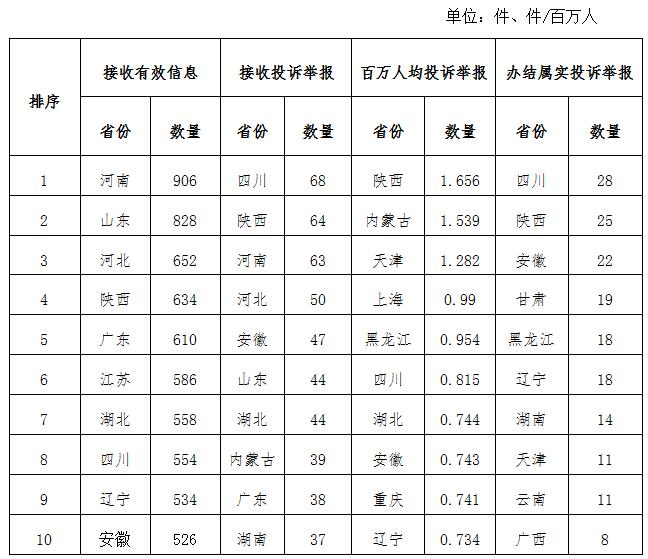 单位：件、件/百万人
排序 接收有效信息 接收投诉举报 百万人均投诉举报 办结属实投诉举报
省份 数量 省份 数量 省份 数量 省份 数量
1 河南 906 四川 68 陕西 1.656 四川 28
2 山东 828 陕西 64 内蒙古 1.539 陕西 25
3 河北 652 河南 63 天津 1.282 安徽 22
4 陕西 634 河北 50 上海 0.99 甘肃 19
5 广东 610 安徽 47 黑龙江 0.954 黑龙江 18
6 江苏 586 山东 44 四川 0.815 辽宁 18
7 湖北 558 湖北 44 湖北 0.744 湖南 14
8 四川 554 内蒙古 39 安徽 0.743 天津 11
9 辽宁 534 广东 38 重庆 0.741 云南 11
10 安徽 526 湖南 37 辽宁 0.734 广西 8